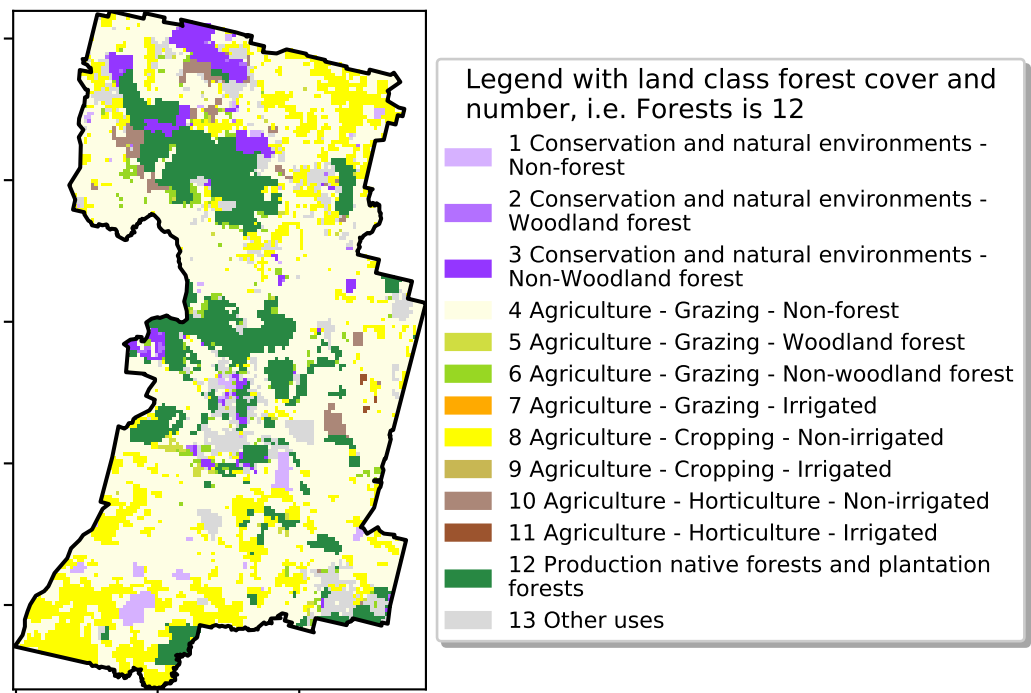 Legend with land class forest cover and
number, i.e. Forests is 12
1 Conservation and natural environments -
Non-forest
2 Conservation and natural environments -
Woodland forest
3 Conservation and natural environments -
Non-Woodland forest
4 Agriculture - Grazing - Non-forest
5 Agriculture - Grazing - Woodland forest
6 Agriculture - Grazing - Non-woodland forest
7 Agriculture - Grazing - Irrigated
8 Agriculture - Cropping - Non-irrigated
9 Agriculture - Cropping - Irrigated
10 Agriculture - Horticulture - Non-irrigated
11 Agriculture - Horticulture - Irrigated
12 Production native forests and plantation
forests
13 Other uses